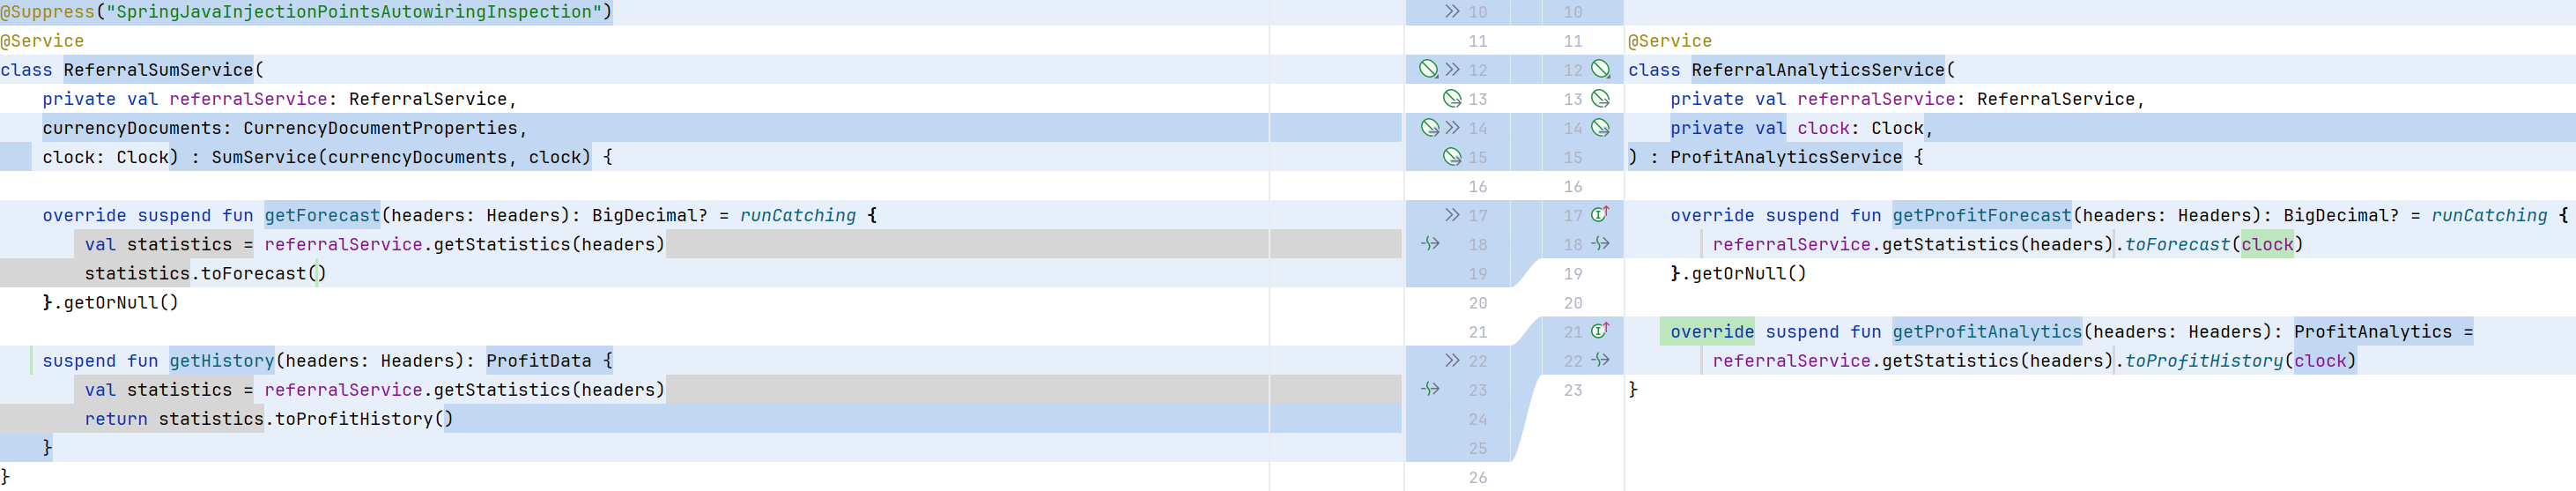 @Suppress("SpringJavaInjectionPointsAutowiringInspection")
@Service
class ReferralSumService(
    private val referralService: ReferralService,
    currencyDocuments: CurrencyDocumentProperties,
    clock: Clock) : SumService(currencyDocuments, clock) {
    override suspend fun getForecast(headers: Headers): BigDecimal? = runCatching {
        val statistics = referralService.getStatistics(headers)
        statistics.toForecast()
    }.getOrNull()
    suspend fun getHistory(headers: Headers): ProfitData {
        val statistics = referralService.getStatistics(headers)
        return statistics.toProfitHistory()
    }
}
10 10
11 11
12 12
13 13
14 14
15 15
16 16
17 17
18 18
19 19
20 20
21 21
22 22
23 23
24
25
26
@Service
class ReferralAnalyticsService(
    private val referralService: ReferralService,
    private val clock: Clock,
) : ProfitAnalyticsService {
    override suspend fun getProfitForecast(headers: Headers): BigDecimal? = runCatching {
        referralService.getStatistics(headers).toForecast(clock)
    }.getOrNull()
    override suspend fun getProfitAnalytics(headers: Headers): ProfitAnalytics =
        referralService.getStatistics(headers).toProfitHistory(clock)
}